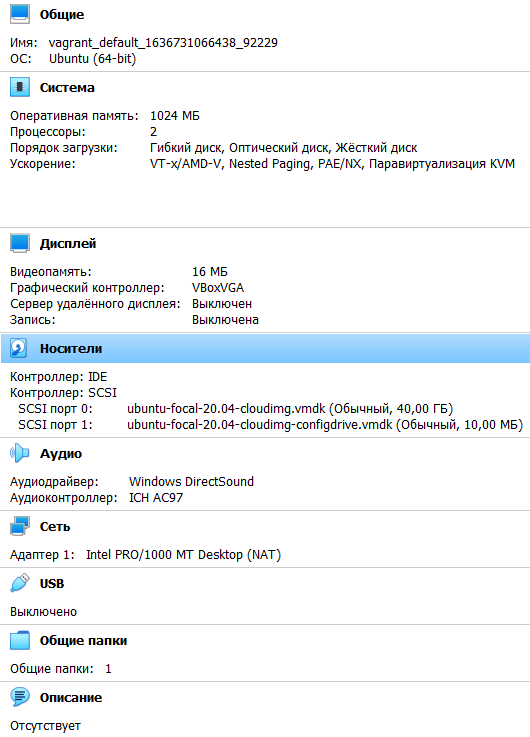 Общие
Имя: vagrant_default_1636731066438_92229
ОС: Ubuntu (64-bit)
Система
Оперативная память: 1024 МБ
Процессоры: 2
Порядок загрузки: Гибкий диск, Оптический диск, Жёсткий диск
Ускорение: VT-x/AMD-V, Nested Paging, PAE/NX, Паравиртуализация KVM
Дисплей
Видеопамять: 16 МБ
Графический контроллер: VBoxVGA
Сервер удалённого дисплея: Выключен
Запись: Выключена
Носители
Контроллер: IDE
Контроллер: SCSI
SCSI порт 0: ubuntu-focal-20.04-cloudimg.vmdk (Обычный, 40,00 ГБ)
SCSI порт 1: ubuntu-focal-20.04-cloudimg-configdrive.vmdk (Обычный, 10,00 МБ)
Аудио
Аудиодрайвер: Windows DirectSound
Аудиоконтроллер: ICH AC97
Сеть
Адаптер 1: Intel PRO/1000 MT Desktop (NAT)
USB
Выключено
Общие папки
Общие папки: 1
Описание
Отсутствует